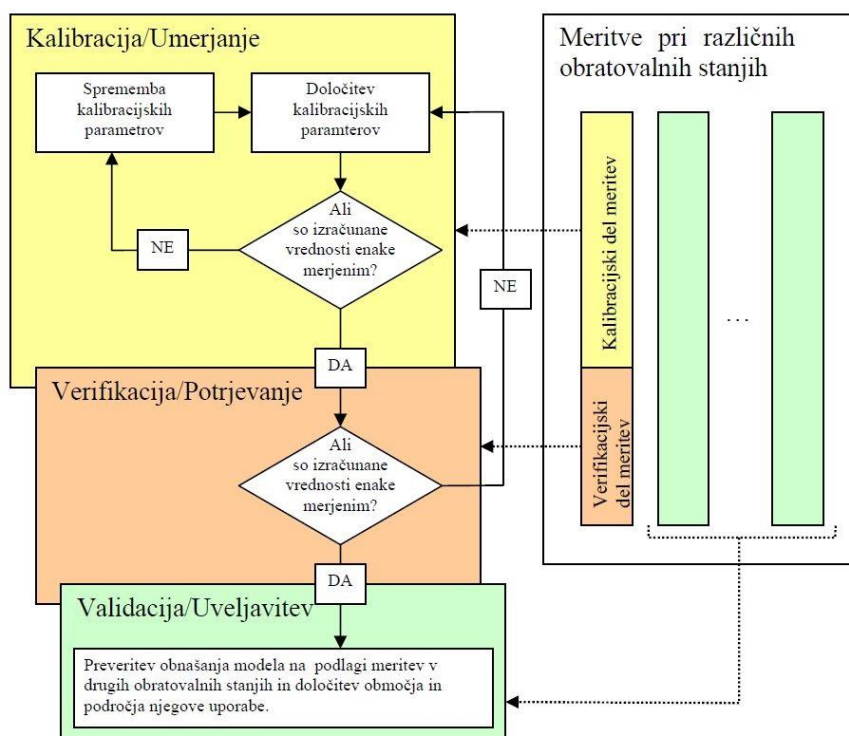 Kalibracija/Umerjanje
Sprememba
kalibracijskih
parametrov
Določitev
kalibracijskih
paramterov
Ali
so izračunane
vrednosti enake
merjenim?
NE
NE
DA
Verifikacija/Potrjevanje
Ali
so izračunane
vrednosti enake
merjenim?
DA
Validacija/Uveljavitev
Preveritev obnašanja modela na podlagi meritev v
drugih obratovalnih stanjih in določitev območja in
področja njegove uporabe.
Meritve pri različnih
obratovalnih stanjih
Kalibracijski del meritev
Verifikacijski
del meritev
...